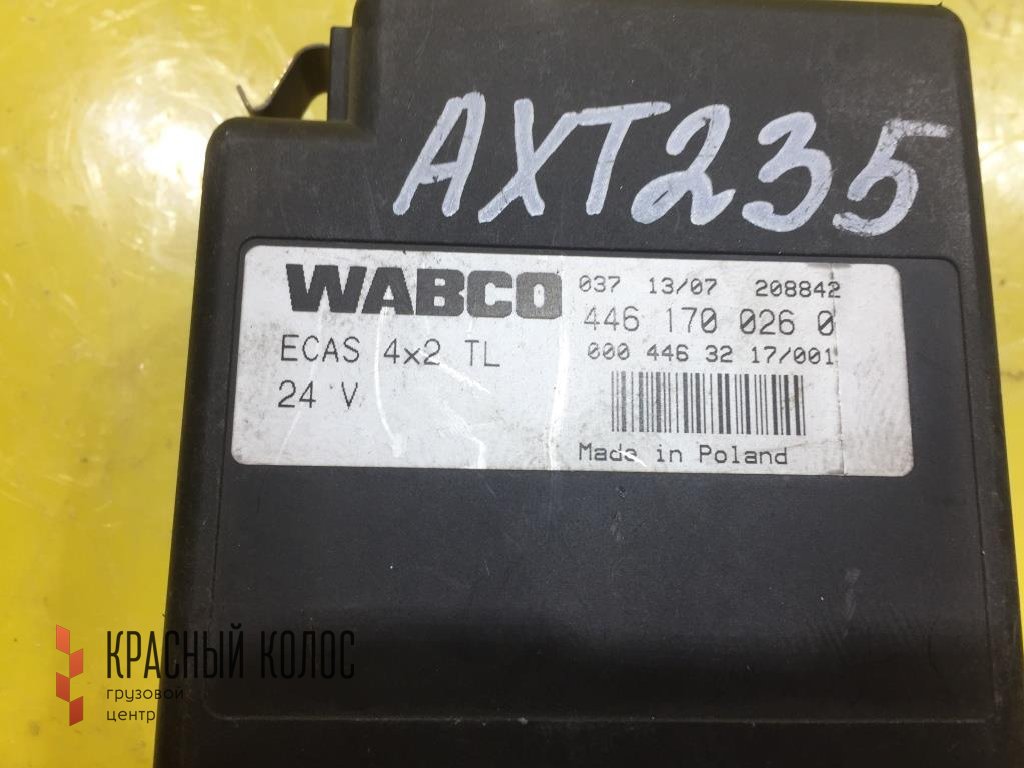 AXT235
WABCO
037 13/07 208842
446 170 026 0
ECAS 4x2 TL
000 446 32 17/001
24 V
Made in Poland
КРАСНЫЙ КОЛОС
грузовой
центр